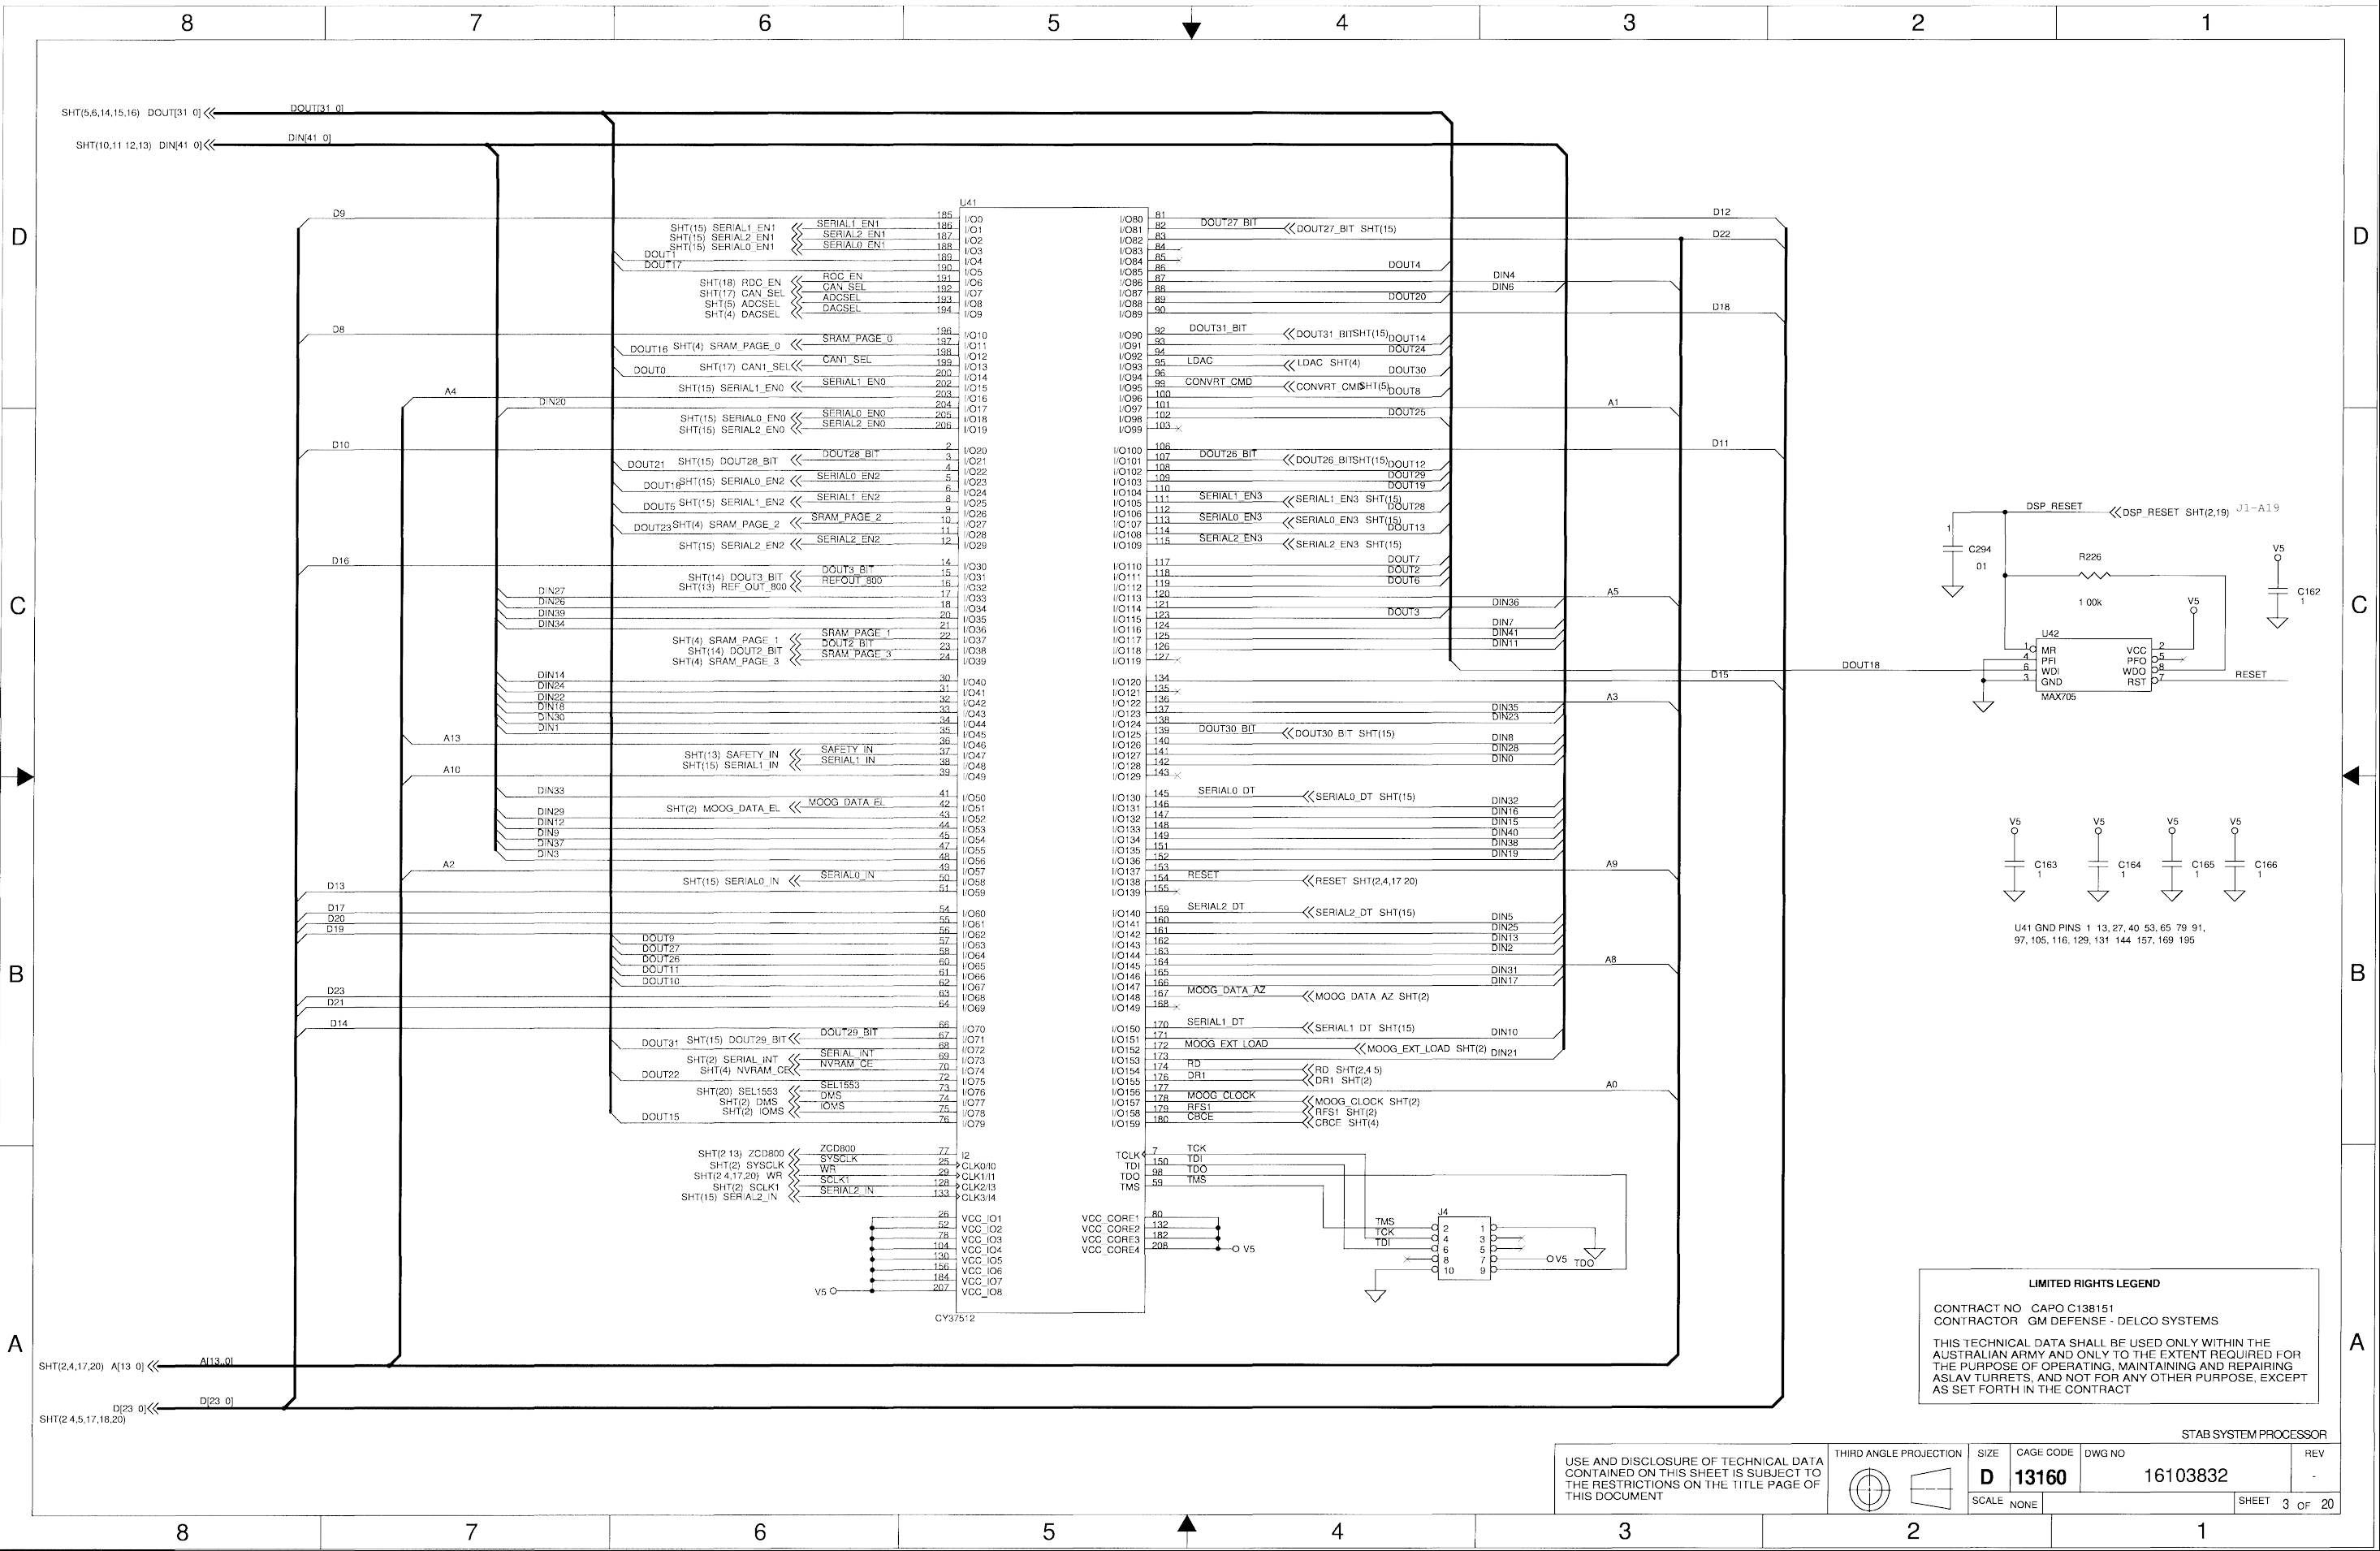 8 7 6 5 4 3 2 1
SHT(5,6,14,15,16) DOUT[31 0] DOUT[31 0]
SHT(10,11 12,13) DIN[41 0] DIN[41 0]
D
D
C
C
B
B
A
A
U41
D9 185 I/O0
SHT(15) SERIAL1_EN1 SERIAL1_EN1 186 I/O1
SHT(15) SERIAL2_EN1 SERIAL2_EN1 187 I/O2
SHT(15) SERIAL0_EN1 SERIAL0_EN1 188 I/O3
DOUT1 189 I/O4
DOUT17 190 I/O5
SHT(18) RDC_EN ROC_EN 191 I/O6
SHT(17) CAN_SEL CAN_SEL 192 I/O7
SHT(5) ADCSEL ADCSEL 193 I/O8
SHT(4) DACSEL DACSEL 194 I/O9
D8 196 I/O10
SHT(4) SRAM_PAGE_0 SRAM_PAGE_0 197 I/O11
DOUT16 198 I/O12
SHT(17) CAN1_SEL CAN1_SEL 199 I/O13
DOUT0 200 I/O14
SHT(15) SERIAL1_EN0 SERIAL1_EN0 202 I/O15
A4 203 I/O16
DIN20 204 I/O17
SHT(15) SERIAL0_EN0 SERIAL0_EN0 205 I/O18
SHT(15) SERIAL2_EN0 SERIAL2_EN0 206 I/O19
D10 2 I/O20
SHT(15) DOUT28_BIT DOUT28_BIT 3 I/O21
DOUT21 4 I/O22
SHT(15) SERIAL0_EN2 SERIAL0_EN2 5 I/O23
DOUT18 6 I/O24
SHT(15) SERIAL1_EN2 SERIAL1_EN2 8 I/O25
DOUT5 9 I/O26
SHT(4) SRAM_PAGE_2 SRAM_PAGE_2 10 I/O27
DOUT23 11 I/O28
SHT(15) SERIAL2_EN2 SERIAL2_EN2 12 I/O29
D16 14 I/O30
SHT(14) DOUT3_BIT DOUT3_BIT 15 I/O31
SHT(13) REF_OUT_800 REFOUT_800 16 I/O32
DIN27 17 I/O33
DIN26 18 I/O34
DIN39 20 I/O35
DIN34 21 I/O36
SHT(4) SRAM_PAGE_1 SRAM_PAGE_1 22 I/O37
SHT(14) DOUT2_BIT DOUT2_BIT 23 I/O38
SHT(4) SRAM_PAGE_3 SRAM_PAGE_3 24 I/O39
DIN14 30 I/O40
DIN24 31 I/O41
DIN22 32 I/O42
DIN18 33 I/O43
DIN30 34 I/O44
DIN1 35 I/O45
A13 36 I/O46
SHT(13) SAFETY_IN SAFETY_IN 37 I/O47
SHT(15) SERIAL1_IN SERIAL1_IN 38 I/O48
A10 39 I/O49
DIN33 41 I/O50
SHT(2) MOOG_DATA_EL MOOG_DATA_EL 42 I/O51
DIN29 43 I/O52
DIN12 44 I/O53
DIN9 45 I/O54
DIN37 47 I/O55
DIN3 48 I/O56
A2 49 I/O57
SHT(15) SERIAL0_IN SERIAL0_IN 50 I/O58
D13 51 I/O59
D17 54 I/O60
D20 55 I/O61
D19 56 I/O62
DOUT9 57 I/O63
DOUT27 58 I/O64
DOUT26 60 I/O65
DOUT11 61 I/O66
DOUT10 62 I/O67
D23 63 I/O68
D21 64 I/O69
D14 66 I/O70
SHT(15) DOUT29_BIT DOUT29_BIT 67 I/O71
DOUT31 68 I/O72
SHT(2) SERIAL_INT SERIAL_INT 69 I/O73
SHT(4) NVRAM_CE NVRAM_CE 70 I/O74
DOUT22 72 I/O75
SHT(20) SEL1553 SEL1553 73 I/O76
SHT(2) DMS DMS 74 I/O77
SHT(2) IOMS IOMS 75 I/O78
DOUT15 76 I/O79
SHT(2 13) ZCD800 ZCD800 77 I2
SHT(2) SYSCLK SYSCLK 25 CLK0/I0
SHT(2 4,17,20) WR WR 29 CLK1/I1
SHT(2) SCLK1 SCLK1 128 CLK2/I3
SHT(15) SERIAL2_IN SERIAL2_IN 133 CLK3/I4
26 VCC_IO1
52 VCC_IO2
78 VCC_IO3
104 VCC_IO4
130 VCC_IO5
156 VCC_IO6
184 VCC_IO7
V5 207 VCC_IO8
CY37512
I/O80 81 D12
I/O81 82 DOUT27_BIT DOUT27_BIT SHT(15)
I/O82 83 D22
I/O83 84
I/O84 85
I/O85 86 DOUT4
I/O86 87 DIN4
I/O87 88 DIN6
I/O88 89 DOUT20
I/O89 90 D18
I/O90 92 DOUT31_BIT DOUT31_BITSHT(15)
I/O91 93 DOUT14
I/O92 94 DOUT24
I/O93 95 LDAC LDAC SHT(4)
I/O94 96 DOUT30
I/O95 99 CONVRT_CMD CONVRT_CMDSHT(5)
I/O96 100 DOUT8
I/O97 101 A1
I/O98 102 DOUT25
I/O99 103
I/O100 106 D11
I/O101 107 DOUT26_BIT DOUT26_BITSHT(15)
I/O102 108 DOUT12
I/O103 109 DOUT29
I/O104 110 DOUT19
I/O105 111 SERIAL1_EN3 SERIAL1_EN3 SHT(15)
I/O106 112 DOUT28
I/O107 113 SERIAL0_EN3 SERIAL0_EN3 SHT(15)
I/O108 114 DOUT13
I/O109 115 SERIAL2_EN3 SERIAL2_EN3 SHT(15)
I/O110 117 DOUT7
I/O111 118 DOUT2
I/O112 119 DOUT6
I/O113 120 A5
I/O114 121 DIN36
I/O115 123 DOUT3
I/O116 124 DIN7
I/O117 125 DIN41
I/O118 126 DIN11
I/O119 127
DOUT18
I/O120 134 D15
I/O121 135
I/O122 136 A3
I/O123 137 DIN35
I/O124 138 DIN23
I/O125 139 DOUT30_BIT DOUT30 BIT SHT(15)
I/O126 140 DIN8
I/O127 141 DIN28
I/O128 142 DIN0
I/O129 143
I/O130 145 SERIAL0_DT SERIAL0_DT SHT(15)
I/O131 146 DIN32
I/O132 147 DIN16
I/O133 148 DIN15
I/O134 149 DIN40
I/O135 151 DIN38
I/O136 152 DIN19
I/O137 153 A9
I/O138 154 RESET RESET SHT(2,4,17 20)
I/O139 155
I/O140 159 SERIAL2_DT SERIAL2_DT SHT(15)
I/O141 160 DIN5
I/O142 161 DIN25
I/O143 162 DIN13
I/O144 163 DIN2
I/O145 164 A8
I/O146 165 DIN31
I/O147 166 DIN17
I/O148 167 MOOG_DATA_AZ MOOG DATA AZ SHT(2)
I/O149 168
I/O150 170 SERIAL1_DT SERIAL1 DT SHT(15)
I/O151 171 DIN10
I/O152 172 MOOG_EXT_LOAD MOOG_EXT_LOAD SHT(2)
I/O153 173 DIN21
I/O154 174 RD RD SHT(2,4 5)
I/O155 176 DR1 DR1 SHT(2)
I/O156 177 A0
I/O157 178 MOOG_CLOCK MOOG_CLOCK SHT(2)
I/O158 179 RFS1 RFS1 SHT(2)
I/O159 180 CBCE CBCE SHT(4)
TCLK 7 TCK
TDI 150 TDI
TDO 98 TDO
TMS 59 TMS
VCC_CORE1 80
VCC CORE2 132
VCC CORE3 182
VCC_CORE4 208 V5
J4
TMS 2 1
TCK 4 3
TDI 6 5
8 7 V5 TDO
10 9
DSP_RESET DSP_RESET SHT(2,19) J1-A19
1 C294
01
R226
1 00k
V5
C162
1
V5
U42
1 MR VCC 2
4 PFI PFO 5
6 WDI WDO 8
3 GND RST 7 RESET
MAX705
V5 V5 V5 V5
C163 C164 C165 C166
1 1 1 1
U41 GND PINS 1 13, 27, 40 53, 65 79 91,
97, 105, 116, 129, 131 144 157, 169 195
SHT(2,4,17,20) A[13 0] A[13..0]
D[23 0] D[23 0]
SHT(2 4,5,17,18,20)
LIMITED RIGHTS LEGEND
CONTRACT NO CAPO C138151
CONTRACTOR GM DEFENSE - DELCO SYSTEMS
THIS TECHNICAL DATA SHALL BE USED ONLY WITHIN THE
AUSTRALIAN ARMY AND ONLY TO THE EXTENT REQUIRED FOR
THE PURPOSE OF OPERATING, MAINTAINING AND REPAIRING
ASLAV TURRETS, AND NOT FOR ANY OTHER PURPOSE, EXCEPT
AS SET FORTH IN THE CONTRACT
STAB SYSTEM PROCESSOR
USE AND DISCLOSURE OF TECHNICAL DATA
CONTAINED ON THIS SHEET IS SUBJECT TO
THE RESTRICTIONS ON THE TITLE PAGE OF
THIS DOCUMENT
THIRD ANGLE PROJECTION
SIZE CAGE CODE DWG NO REV
D 13160 16103832 -
SCALE NONE SHEET 3 OF 20
8 7 6 5 4 3 2 1